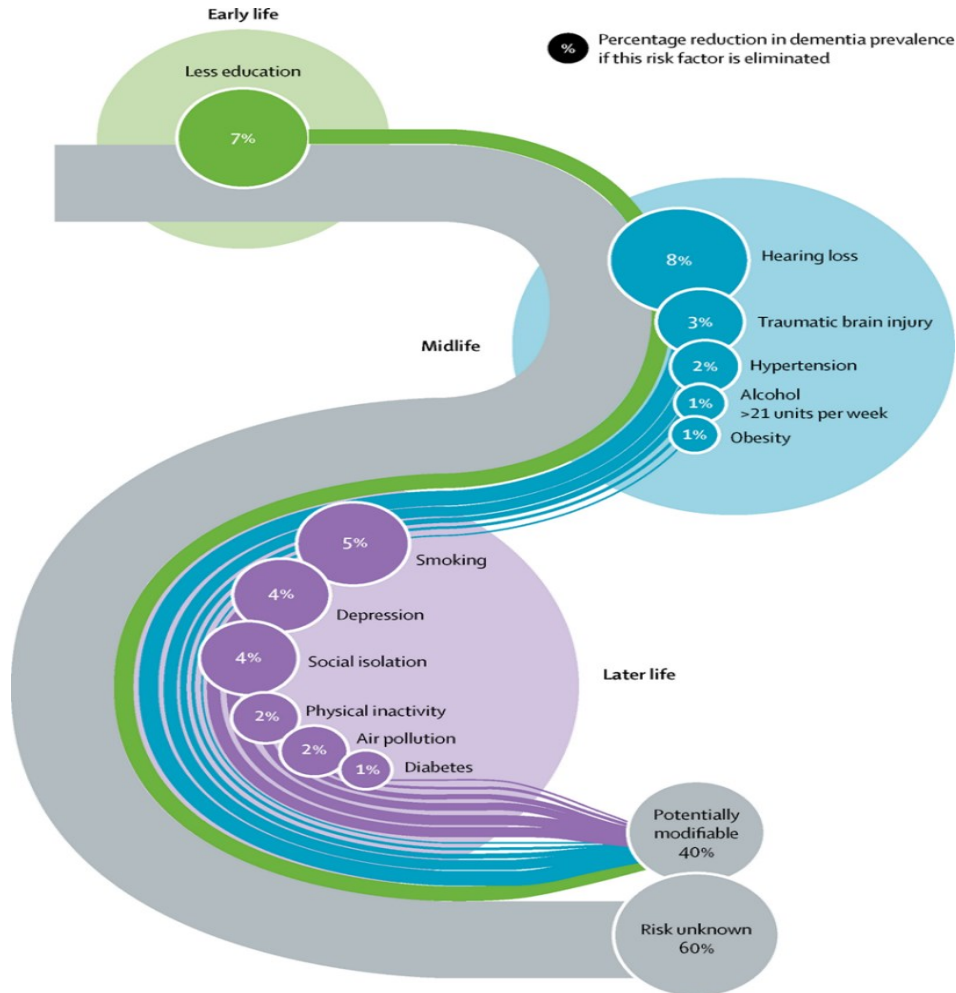 Early life
%
Percentage reduction in dementia prevalence
if this risk factor is eliminated
Less education
7%
8%
Hearing loss
3%
Traumatic brain injury
Midlife
2%
Hypertension
1%
Alcohol
>21 units per week
1%
Obesity
5%
Smoking
4%
Depression
4%
Social isolation
Later life
2%
Physical inactivity
2%
Air pollution
1%
Diabetes
Potentially
modifiable
40%
Risk unknown
60%